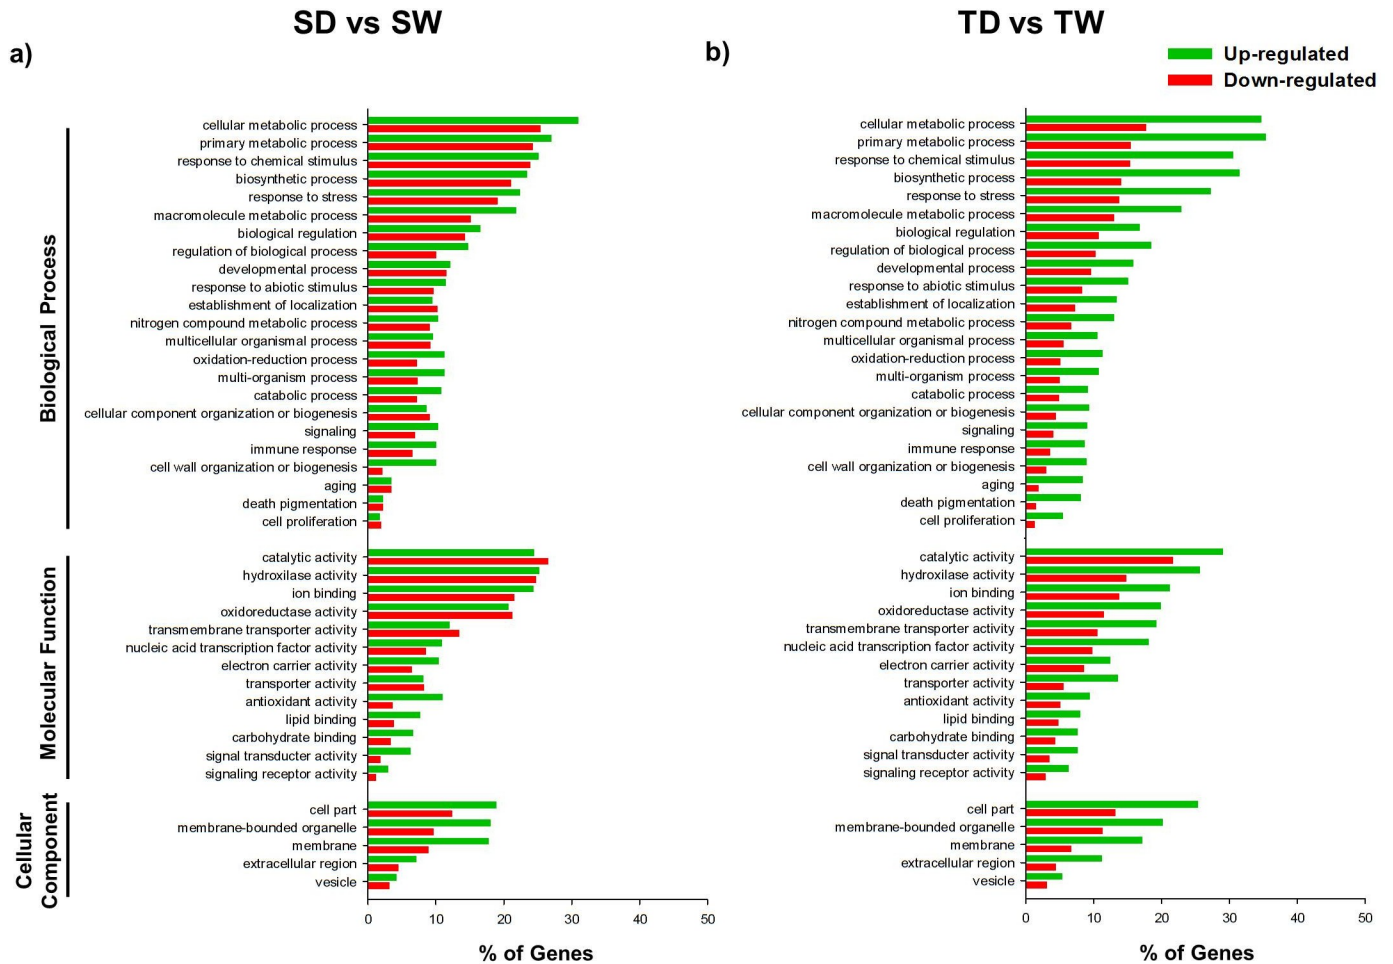 SD vs SW
TD vs TW
a)
b)
Up-regulated
Down-regulated
Biological Process
cellular metabolic process
primary metabolic process
response to chemical stimulus
biosynthetic process
response to stress
macromolecule metabolic process
biological regulation
regulation of biological process
developmental process
response to abiotic stimulus
establishment of localization
nitrogen compound metabolic process
multicellular organismal process
oxidation-reduction process
multi-organism process
catabolic process
cellular component organization or biogenesis
signaling
immune response
cell wall organization or biogenesis
aging
death pigmentation
cell proliferation
Molecular Function
catalytic activity
hydroxilase activity
ion binding
oxidoreductase activity
transmembrane transporter activity
nucleic acid transcription factor activity
electron carrier activity
transporter activity
antioxidant activity
lipid binding
carbohydrate binding
signal transducter activity
signaling receptor activity
Cellular
Component
cell part
membrane-bounded organelle
membrane
extracellular region
vesicle
0 10 20 30 40 50
% of Genes
cellular metabolic process
primary metabolic process
response to chemical stimulus
biosynthetic process
response to stress
macromolecule metabolic process
biological regulation
regulation of biological process
developmental process
response to abiotic stimulus
establishment of localization
nitrogen compound metabolic process
multicellular organismal process
oxidation-reduction process
multi-organism process
catabolic process
cellular component organization or biogenesis
signaling
immune response
cell wall organization or biogenesis
aging
death pigmentation
cell proliferation
catalytic activity
hydroxilase activity
ion binding
oxidoreductase activity
transmembrane transporter activity
nucleic acid transcription factor activity
electron carrier activity
transporter activity
antioxidant activity
lipid binding
carbohydrate binding
signal transducter activity
signaling receptor activity
cell part
membrane-bounded organelle
membrane
extracellular region
vesicle
0 10 20 30 40 50
% of Genes